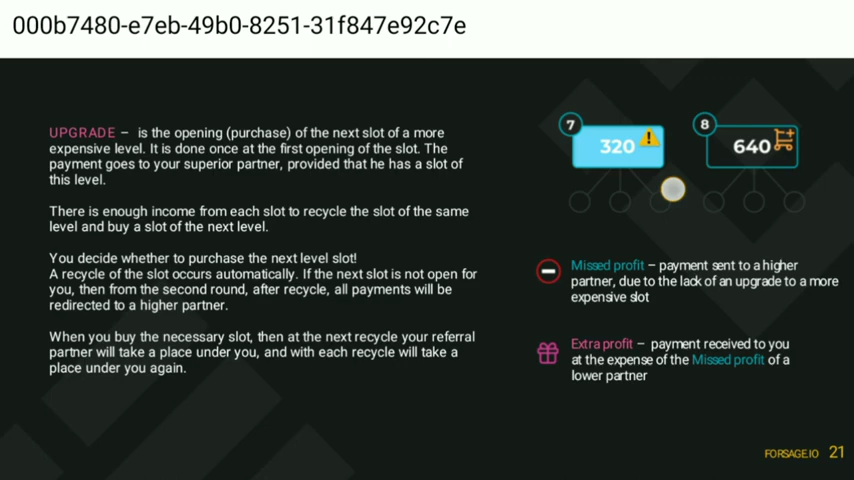 000b7480-e7eb-49b0-8251-31f847e92c7e
UPGRADE – is the opening (purchase) of the next slot of a more
expensive level. It is done once at the first opening of the slot. The
payment goes to your superior partner, provided that he has a slot of
this level.
There is enough income from each slot to recycle the slot of the same
level and buy a slot of the next level.
You decide whether to purchase the next level slot!
A recycle of the slot occurs automatically. If the next slot is not open for
you, then from the second round, after recycle, all payments will be
redirected to a higher partner.
When you buy the necessary slot, then at the next recycle your referral
partner will take a place under you, and with each recycle will take a
place under you again.
7
320
8
640
Missed profit – payment sent to a higher
partner, due to the lack of an upgrade to a more
expensive slot
Extra profit – payment received to you
at the expense of the Missed profit of a
lower partner
FORSAGE.IO 21